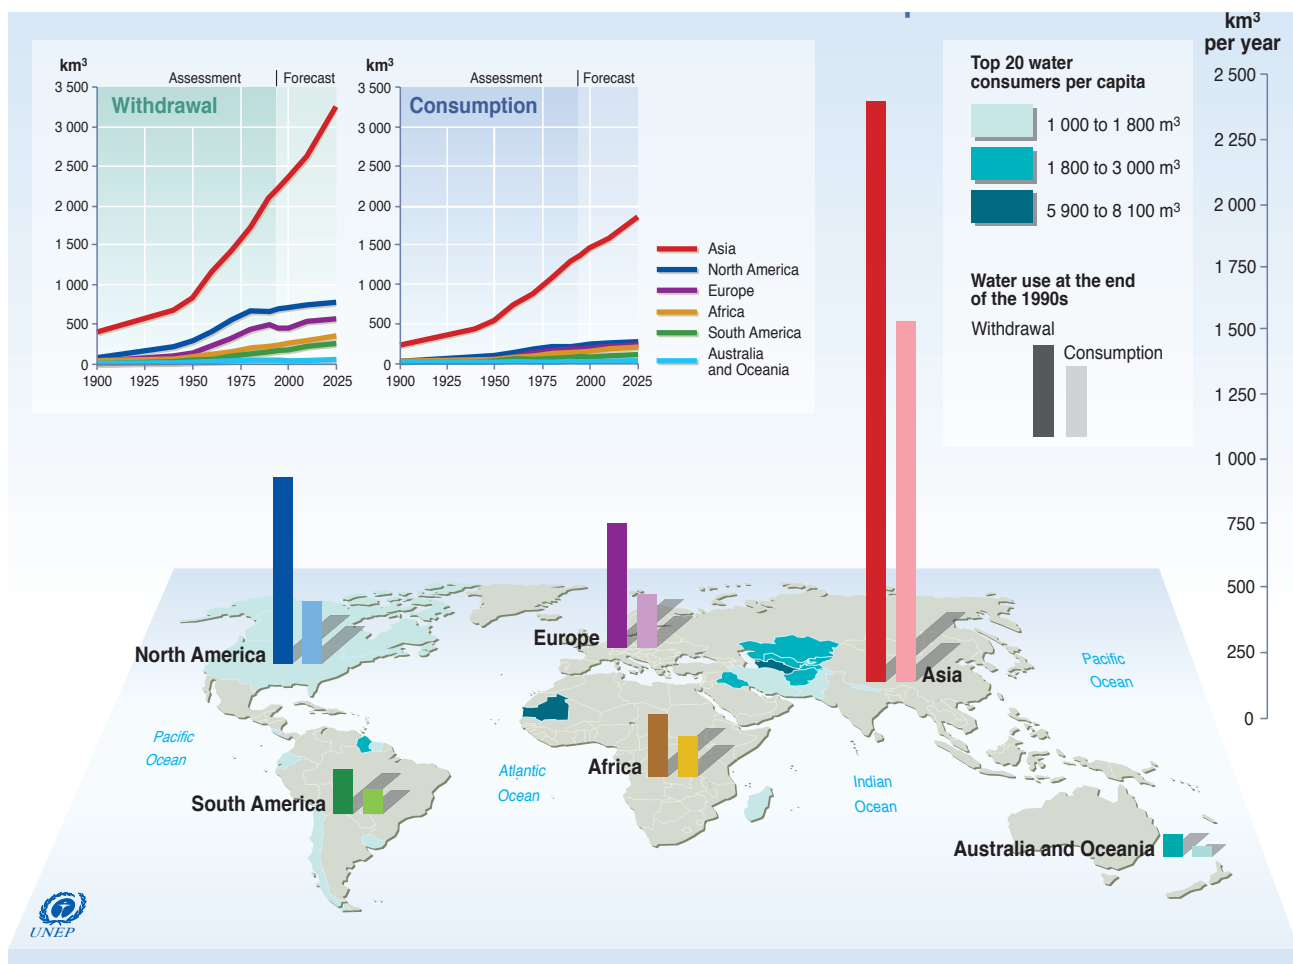 km³
3 500
3 000
2 500
2 000
1 500
1 000
500
0
Assessment
Forecast
Withdrawal
1900 1925 1950 1975 2000 2025
km³
3 500
3 000
2 500
2 000
1 500
1 000
500
0
Assessment
Forecast
Consumption
1900 1925 1950 1975 2000 2025
Asia
North America
Europe
Africa
South America
Australia
and Oceania
Top 20 water
consumers per capita
1 000 to 1 800 m³
1 800 to 3 000 m³
5 900 to 8 100 m³
Water use at the end
of the 1990s
Withdrawal
Consumption
km³
per year
2 500
2 250
2 000
1 750
1 500
1 250
1 000
750
500
250
0
North America
Europe
Asia
Pacific
Ocean
Pacific
Ocean
Atlantic
Ocean
Africa
Indian
Ocean
South America
Australia and Oceania
UNEP